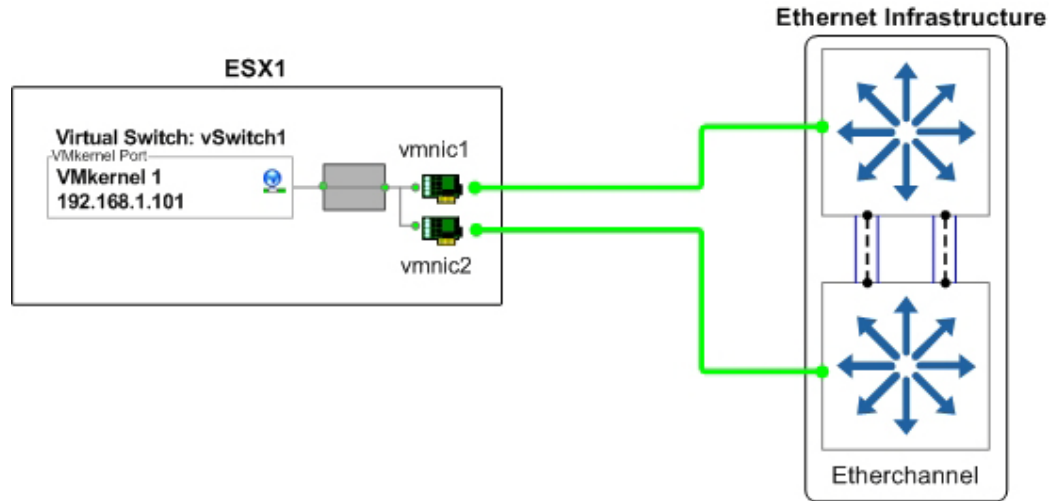 Ethernet Infrastructure
ESX1
Virtual Switch: vSwitch1
VMkernel Port
VMkernel 1
192.168.1.101
vmnic1
vmnic2
Etherchannel